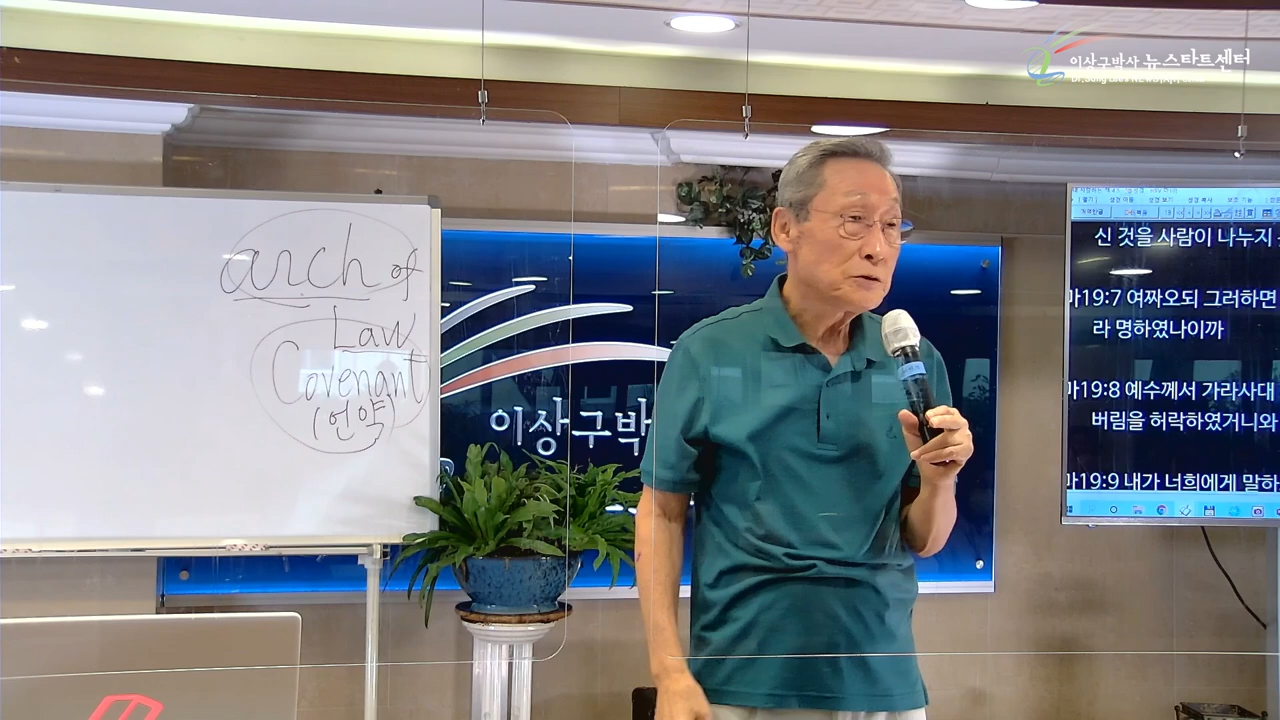 이상구박사 뉴스타트센터
arch of
Law
Covenant
(언약)
이상구박
신 것을 사람이 나누지
마19:7 여짜오되 그러하면
라 명하였나이까
마19:8 예수께서 가라사대
버림을 허락하였거니와
마19:9 내가 너희에게 말하